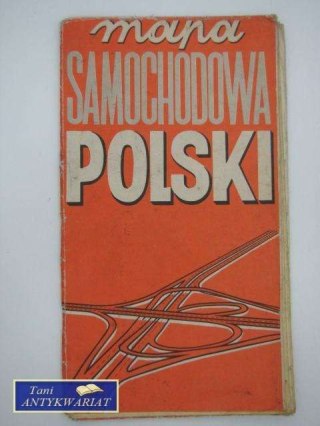 mapa
SAMOCHODOWA
POLSKI
Tani
ANTYKWARIAT